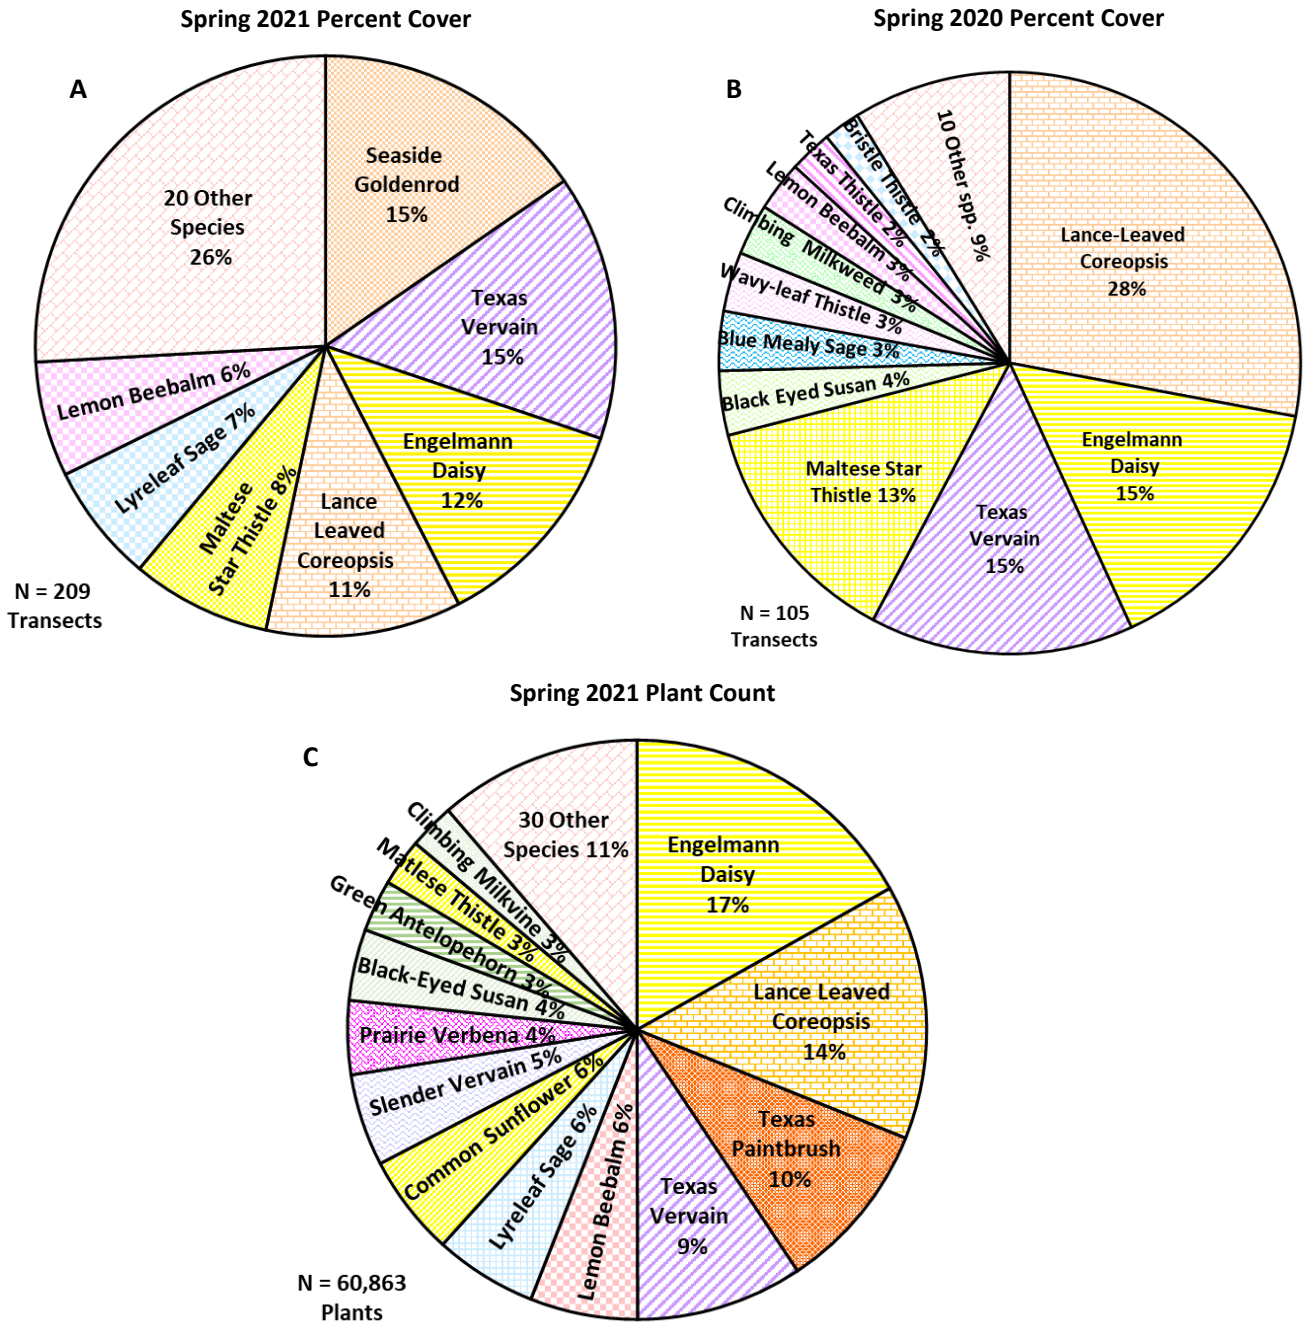 Spring 2021 Percent Cover
A
Seaside
Goldenrod
15%
Texas
Vervain
15%
Engelmann
Daisy
12%
Lance
Leaved
Coreopsis
11%
Maltese
Star Thistle 8%
Lyreleaf Sage 7%
Lemon Beebalm 6%
20 Other
Species
26%
N = 209
Transects
Spring 2020 Percent Cover
B
Lance-Leaved
Coreopsis
28%
Engelmann
Daisy
15%
Texas
Vervain
15%
Maltese Star
Thistle 13%
Black Eyed Susan 4%
Blue Mealy Sage 3%
Wavy-leaf Thistle 3%
Climbing Milkweed 3%
Lemon Beebalm 3%
Texas Thistle 2%
Bristle Thistle 2%
10 Other spp. 9%
N = 105
Transects
Spring 2021 Plant Count
C
Engelmann
Daisy
17%
Lance Leaved
Coreopsis
14%
Texas
Paintbrush
10%
Texas
Vervain
9%
Lemon Beebalm 6%
Lyreleaf Sage 6%
Common Sunflower 6%
Slender Vervain 5%
Prairie Verbena 4%
Black-Eyed Susan 4%
Green Antelopehorn 3%
Matlese Thistle 3%
Climbing Milkvine 3%
30 Other
Species 11%
N = 60,863
Plants